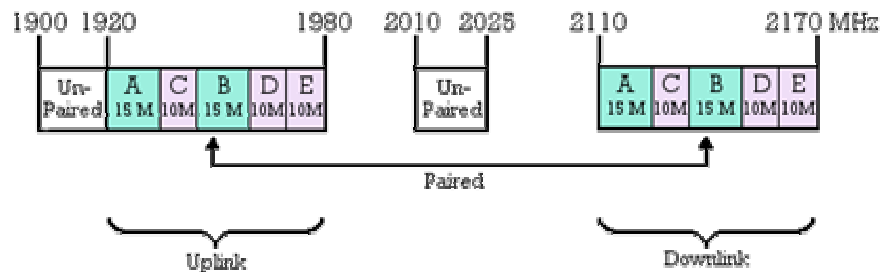 1900 1920 1980 2010 2025 2110 2170 MHz
Un-Paired A 15 M C 10M B 15 M D 10M E 10M
Un-Paired
A 15 M C 10M B 15 M D 10M E 10M
Paired
Uplink
Downlink